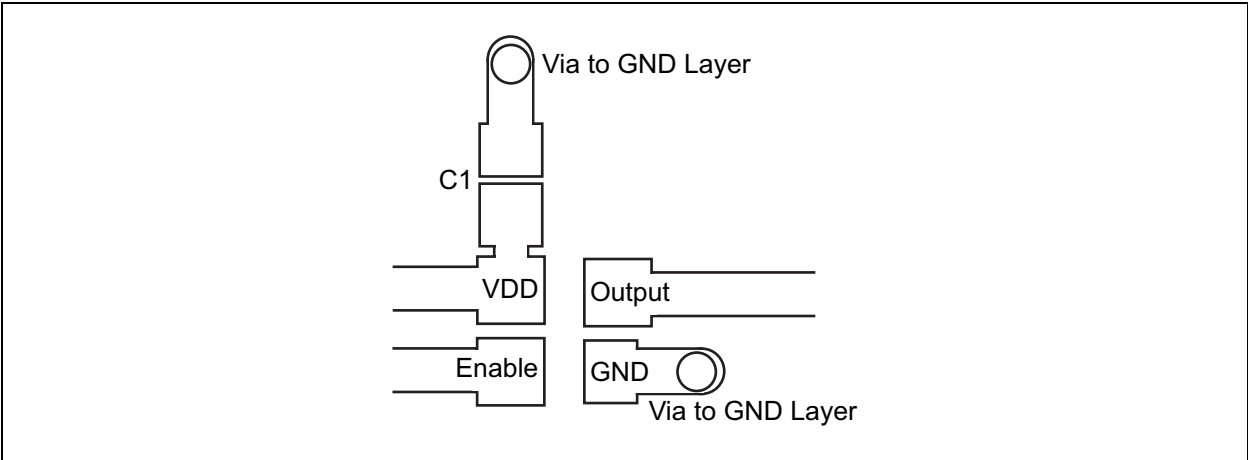 Via to GND Layer
C1
VDD
Output
Enable
GND
Via to GND Layer